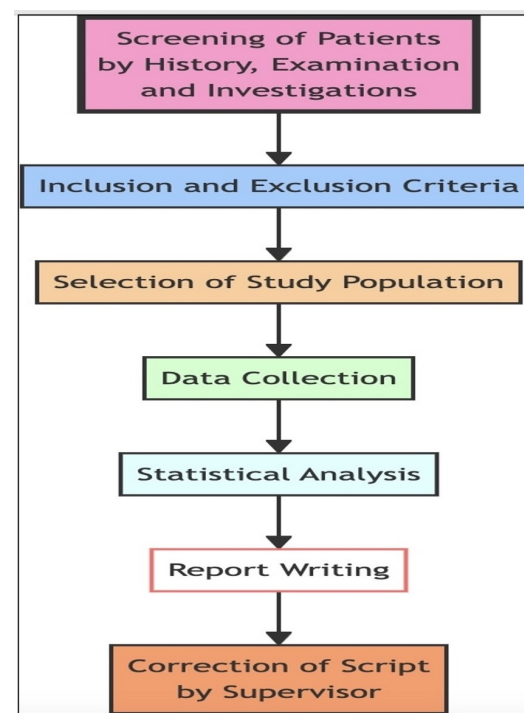 Screening of Patients
by History, Examination
and Investigations
Inclusion and Exclusion Criteria
Selection of Study Population
Data Collection
Statistical Analysis
Report Writing
Correction of Script
by Supervisor